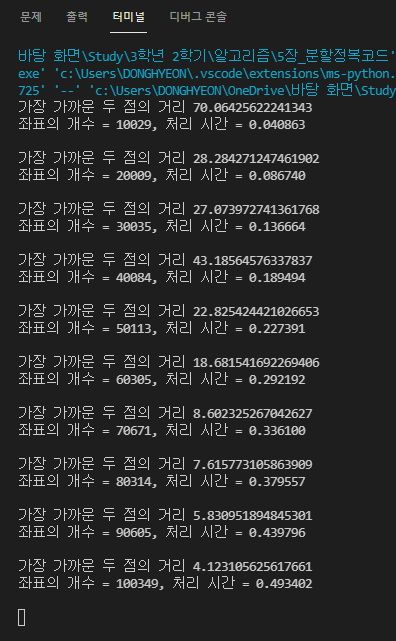 문제 출력 터미널 디버그 콘솔
바탕 화면\Study\3학년 2학기\알고리즘\5장_분할정복코드'
exe' 'c:\Users\DONGHYEON\.vscode\extensions\ms-python.
725' '--' 'c:\Users\DONGHYEON\OneDrive\바탕 화면\Study
가장 가까운 두 점의 거리 70.06425622241343
좌표의 개수 = 10029, 처리 시간 = 0.040863
가장 가까운 두 점의 거리 28.284271247461902
좌표의 개수 = 20009, 처리 시간 = 0.086740
가장 가까운 두 점의 거리 27.073972741361768
좌표의 개수 = 30035, 처리 시간 = 0.136664
가장 가까운 두 점의 거리 43.18564576337837
좌표의 개수 = 40084, 처리 시간 = 0.189494
가장 가까운 두 점의 거리 22.825424421026653
좌표의 개수 = 50113, 처리 시간 = 0.227391
가장 가까운 두 점의 거리 18.681541692269406
좌표의 개수 = 60305, 처리 시간 = 0.292192
가장 가까운 두 점의 거리 8.602325267042627
좌표의 개수 = 70671, 처리 시간 = 0.336100
가장 가까운 두 점의 거리 7.615773105863909
좌표의 개수 = 80314, 처리 시간 = 0.379557
가장 가까운 두 점의 거리 5.830951894845301
좌표의 개수 = 90605, 처리 시간 = 0.439796
가장 가까운 두 점의 거리 4.123105625617661
좌표의 개수 = 100349, 처리 시간 = 0.493402